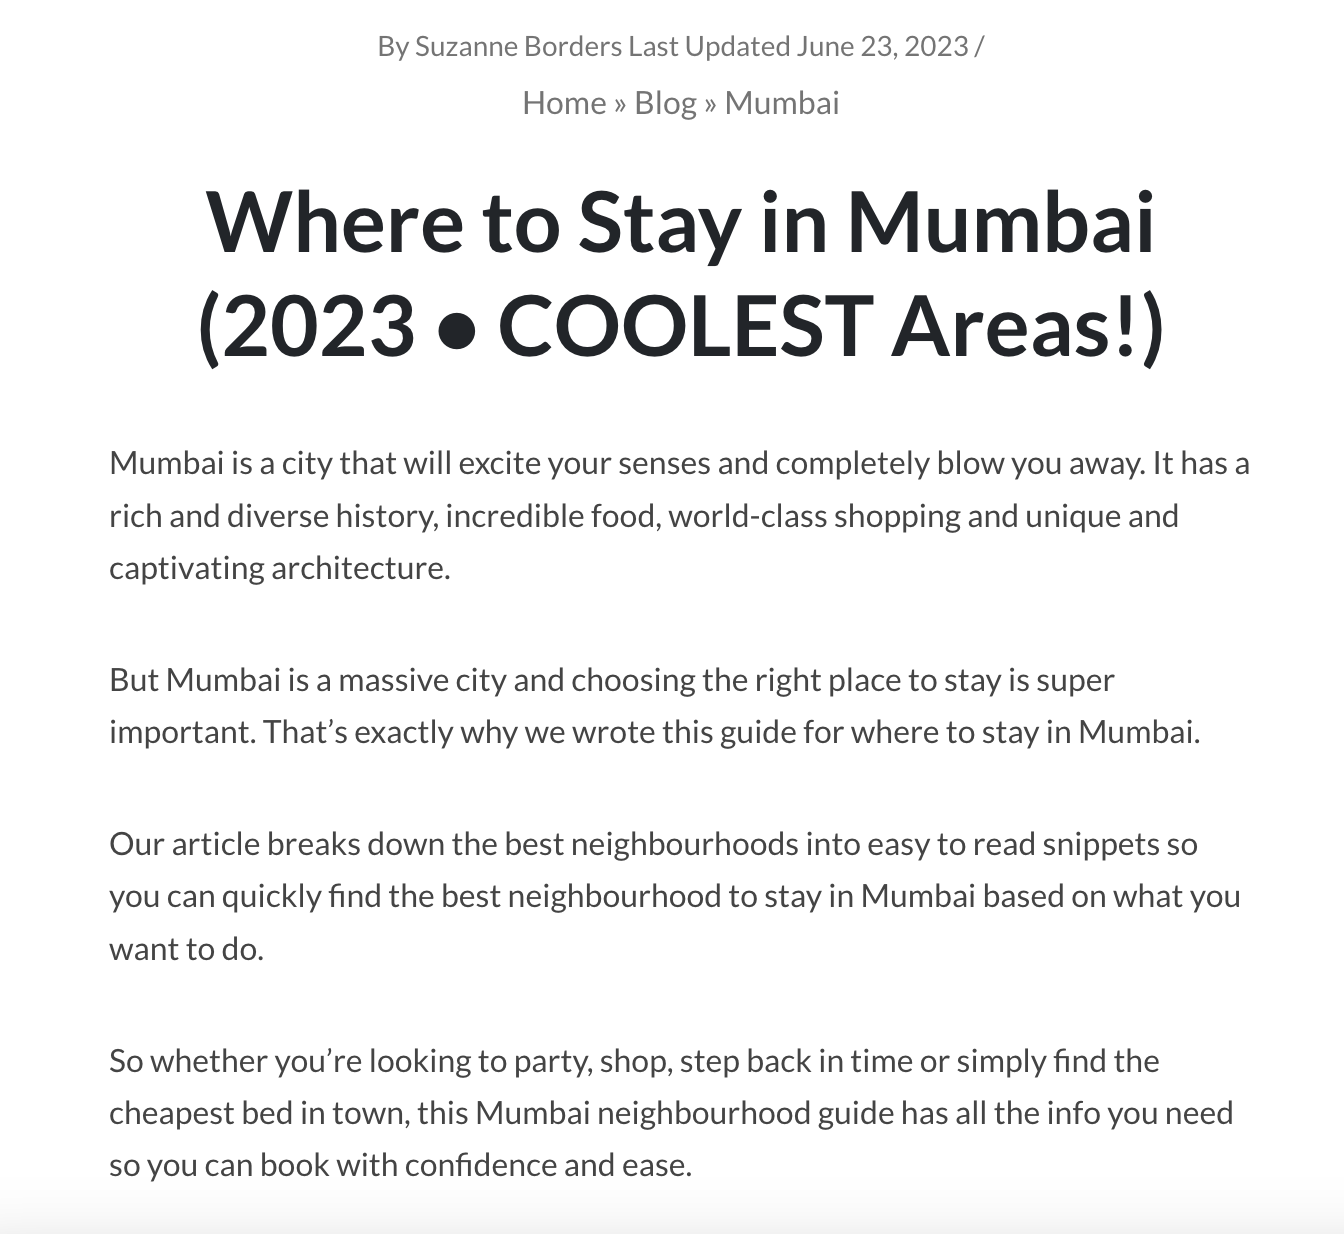 By Suzanne Borders Last Updated June 23, 2023 /
Home » Blog » Mumbai
Where to Stay in Mumbai
(2023 • COOLEST Areas!)
Mumbai is a city that will excite your senses and completely blow you away. It has a
rich and diverse history, incredible food, world-class shopping and unique and
captivating architecture.
But Mumbai is a massive city and choosing the right place to stay is super
important. That’s exactly why we wrote this guide for where to stay in Mumbai.
Our article breaks down the best neighbourhoods into easy to read snippets so
you can quickly find the best neighbourhood to stay in Mumbai based on what you
want to do.
So whether you’re looking to party, shop, step back in time or simply find the
cheapest bed in town, this Mumbai neighbourhood guide has all the info you need
so you can book with confidence and ease.